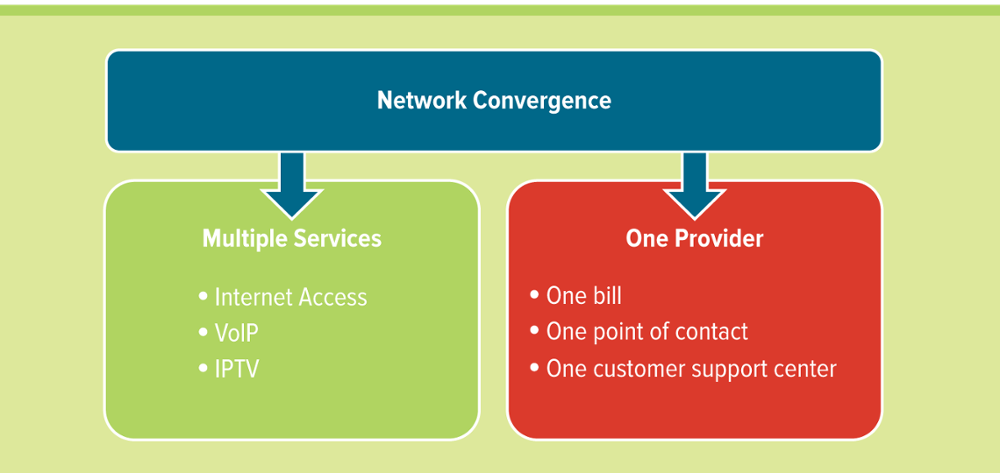 Network Convergence
Multiple Services
• Internet Access
• VoIP
• IPTV
One Provider
• One bill
• One point of contact
• One customer support center